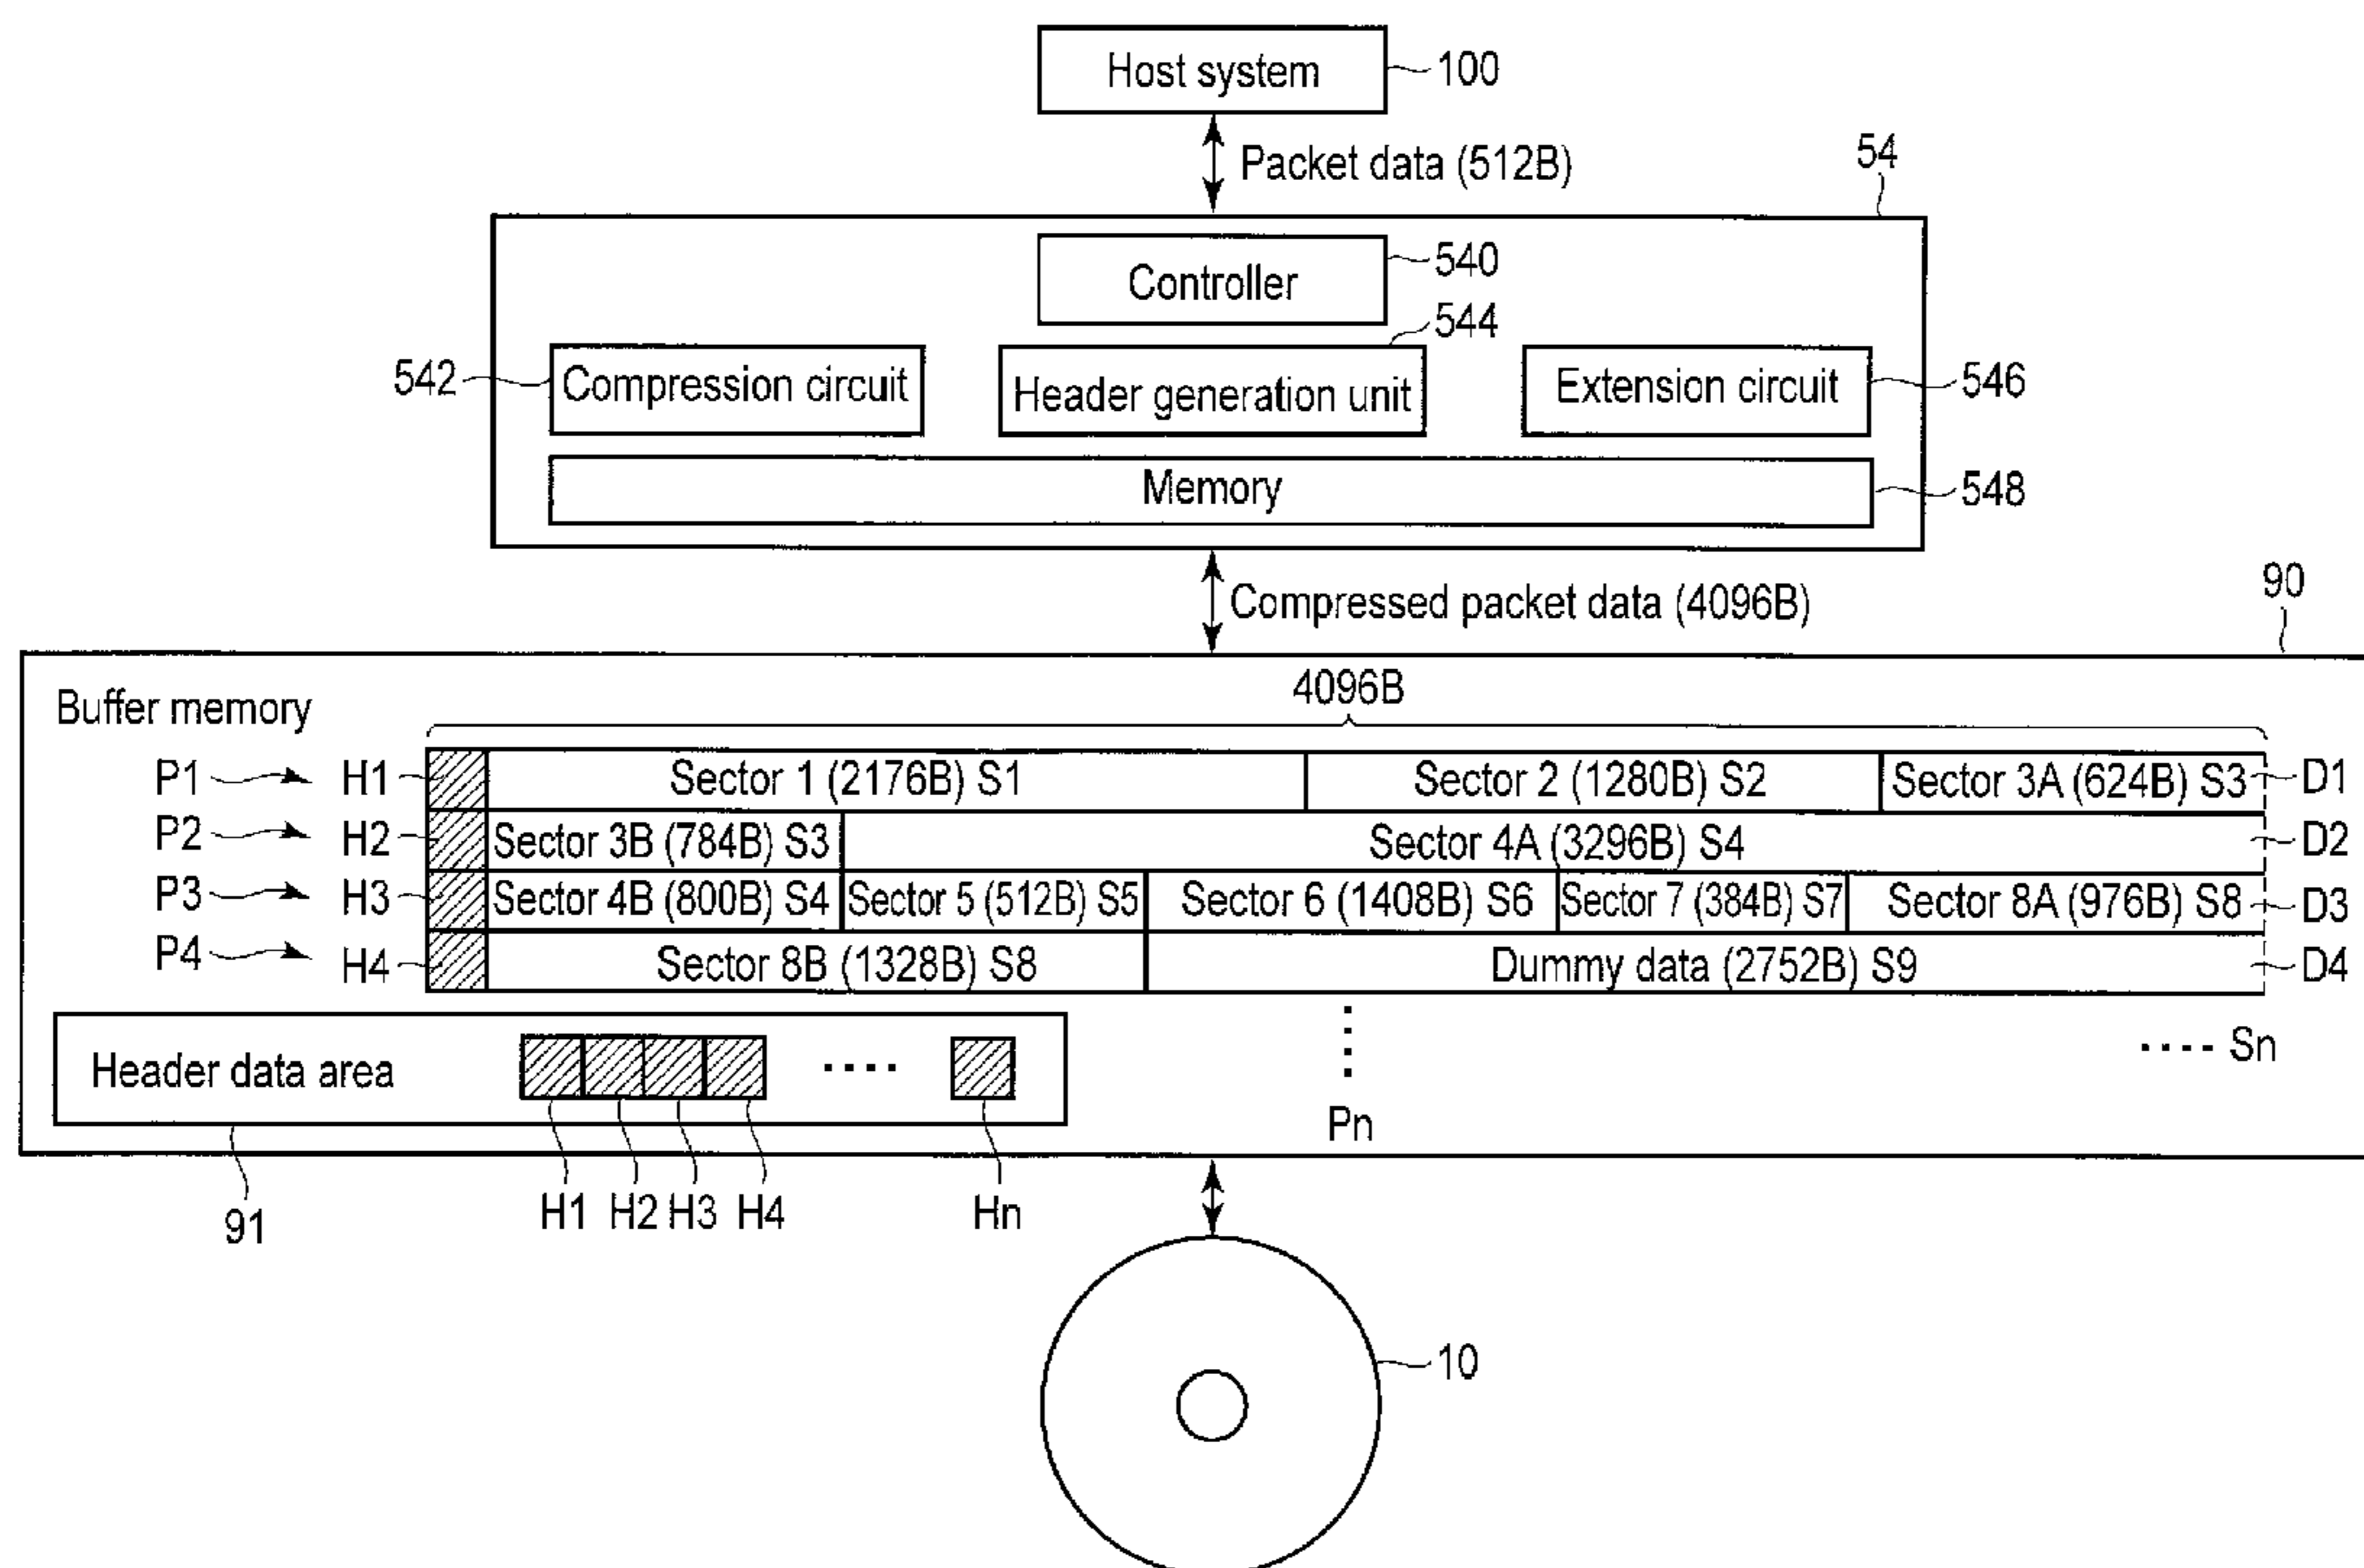 Host system 100
Packet data (512B)
54
Controller 540
544
542 Compression circuit Header generation unit Extension circuit 546
Memory 548
Compressed packet data (4096B)
90
4096B
Buffer memory
P1 H1 Sector 1 (2176B) S1 Sector 2 (1280B) S2 Sector 3A (624B) S3 D1
P2 H2 Sector 3B (784B) S3 Sector 4A (3296B) S4 D2
P3 H3 Sector 4B (800B) S4 Sector 5 (512B) S5 Sector 6 (1408B) S6 Sector 7 (384B) S7 Sector 8A (976B) S8 D3
P4 H4 Sector 8B (1328B) S8 Dummy data (2752B) S9 D4
Header data area
Sn
Pn
91 H1 H2 H3 H4 Hn
10